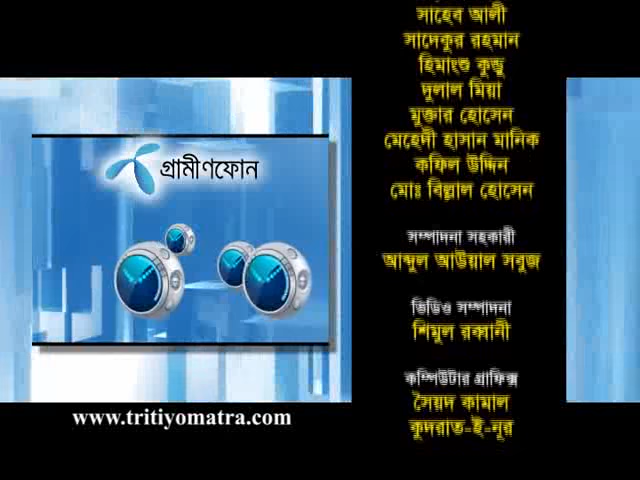 সাহেব আলী
সাদেকুর রহমান
হিমাংশু কুন্ডু
দুলাল মিয়া
মুক্তার হোসেন
মেহেদী হাসান মানিক
কফিল উদ্দিন
মোঃ বিল্লাল হোসেন
সম্পাদনা সহকারী
আব্দুল আউয়াল সবুজ
ভিডিও সম্পাদনা
শিমুল রব্বানী
কম্পিউটার গ্রাফিক্স
সৈয়দ কামাল
কুদরাত-ই-নূর
গ্রামীণফোন
www.tritiyomatra.com